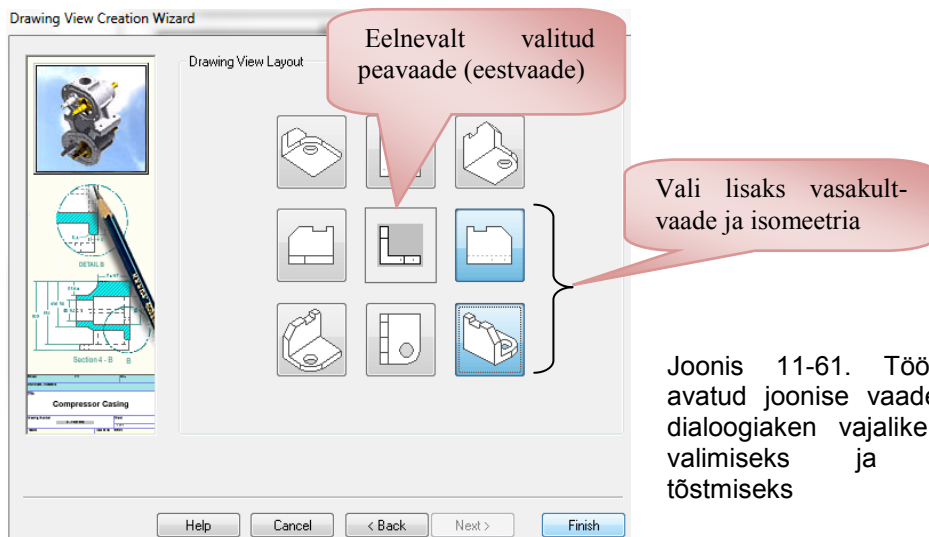 Drawing View Creation Wizard
Drawing View Layout
Eelnevalt valitud
peavaade (eestvaade)
Vali lisaks vasakult-
vaade ja isomeetria
DETAIL B
Section 4 - B
B
Compressor Casing
Joonis 11-61. Töö
avatud joonise vaade
dialoogiaken vajalike
valimiseks ja
tõstmiseks
Help
Cancel
< Back
Next >
Finish